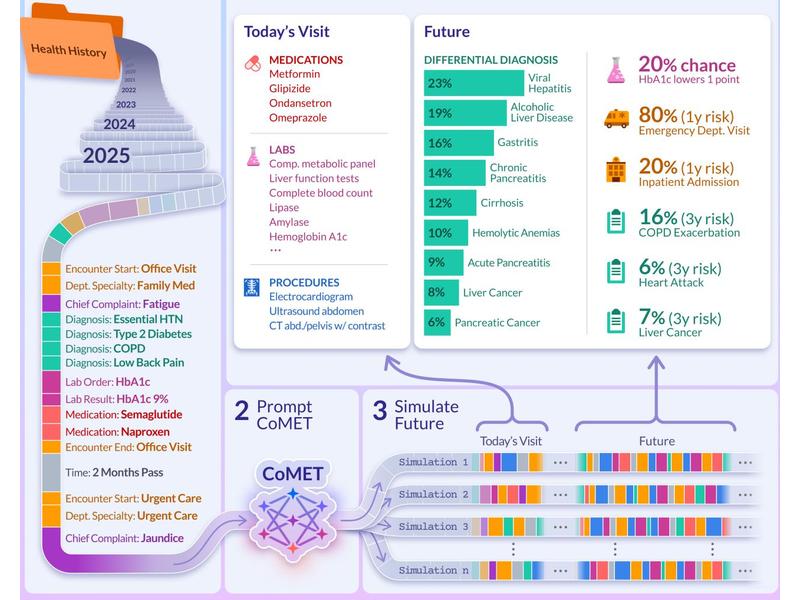 Health History
2021
2022
2023
2024
2025
Encounter Start: Office Visit
Dept. Specialty: Family Med
Chief Complaint: Fatigue
Diagnosis: Essential HTN
Diagnosis: Type 2 Diabetes
Diagnosis: COPD
Diagnosis: Low Back Pain
Lab Order: HbA1c
Lab Result: HbA1c 9%
Medication: Semaglutide
Medication: Naproxen
Encounter End: Office Visit
Time: 2 Months Pass
Encounter Start: Urgent Care
Dept. Specialty: Urgent Care
Chief Complaint: Jaundice
Today's Visit
MEDICATIONS
Metformin
Glipizide
Ondansetron
Omeprazole
LABS
Comp. metabolic panel
Liver function tests
Complete blood count
Lipase
Amylase
Hemoglobin A1c
...
PROCEDURES
Electrocardiogram
Ultrasound abdomen
CT abd./pelvis w/ contrast
Future
DIFFERENTIAL DIAGNOSIS
23% Viral
Hepatitis
19% Alcoholic
Liver Disease
16% Gastritis
14% Chronic
Pancreatitis
12% Cirrhosis
10% Hemolytic Anemias
9% Acute Pancreatitis
8% Liver Cancer
6% Pancreatic Cancer
20% chance
HbA1c lowers 1 point
80% (1y risk)
Emergency Dept. Visit
20% (1y risk)
Inpatient Admission
16% (3y risk)
COPD Exacerbation
6% (3y risk)
Heart Attack
7% (3y risk)
Liver Cancer
2 Prompt
CoMET
CoMET
3 Simulate
Future
Today's Visit
Future
Simulation 1
...
...
Simulation 2
...
...
Simulation 3
...
...
Simulation n
...
...